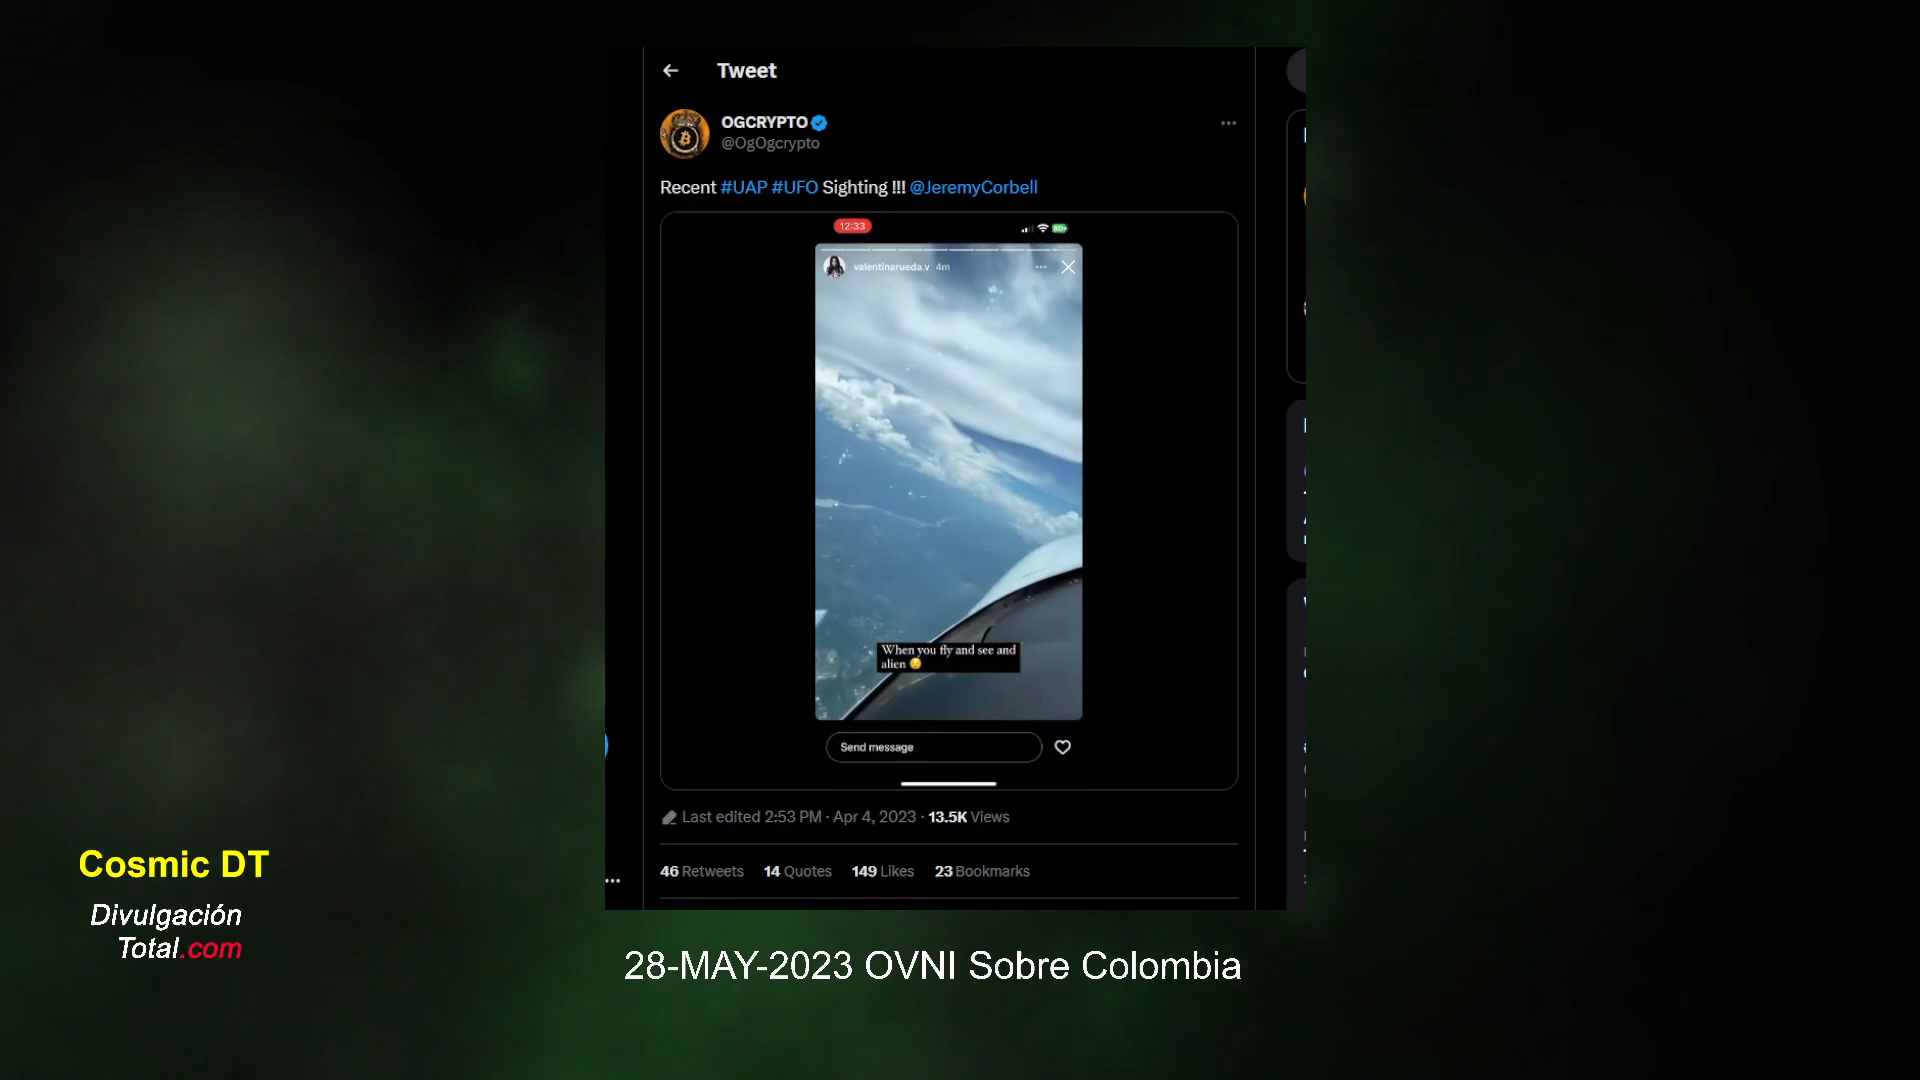 Tweet
OGCRYPTO
@OgOgcrypto
Recent #UAP #UFO Sighting !!! @JeremyCorbell
12:33
80
valentinarueda.v 4m
When you fly and see and
alien
Send message
Last edited 2:53 PM · Apr 4, 2023 · 13.5K Views
46 Retweets 14 Quotes 149 Likes 23 Bookmarks
Cosmic DT
Divulgación
Total.com
28-MAY-2023 OVNI Sobre Colombia